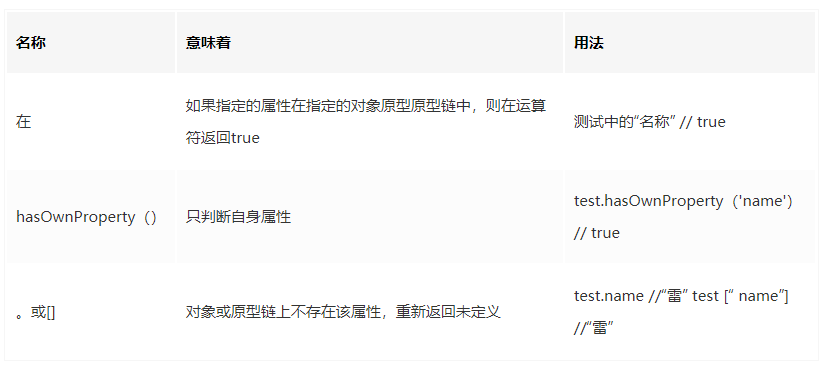 名称 意味着 用法
在 如果指定的属性在指定的对象原型原型链中，则在运算
符返回true 测试中的“名称” // true
hasOwnProperty（） 只判断自身属性 test.hasOwnProperty（'name'）
// true
。或[] 对象或原型链上不存在该属性，重新返回未定义 test.name //“雷” test [“ name”]
//“雷”